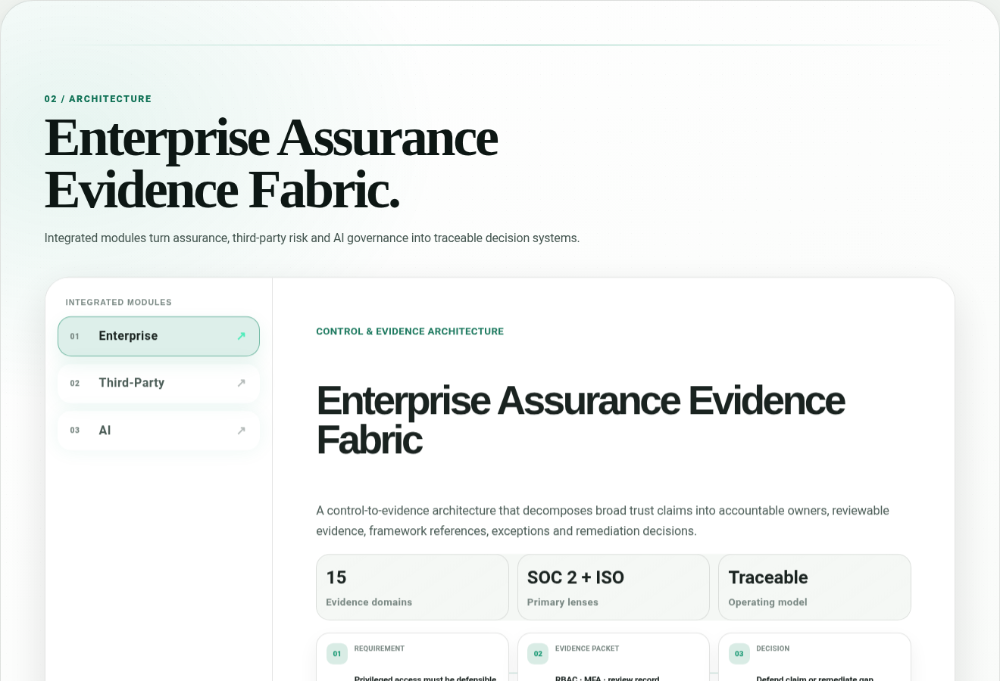 02 / ARCHITECTURE
Enterprise Assurance
Evidence Fabric.
Integrated modules turn assurance, third-party risk and AI governance into traceable decision systems.
INTEGRATED MODULES
01 Enterprise ↗
02 Third-Party ↗
03 AI ↗
CONTROL & EVIDENCE ARCHITECTURE
Enterprise Assurance Evidence
Fabric
A control-to-evidence architecture that decomposes broad trust claims into accountable owners, reviewable
evidence, framework references, exceptions and remediation decisions.
15
Evidence domains
SOC 2 + ISO
Primary lenses
Traceable
Operating model
01 REQUIREMENT
Privileged access must be defensible
02 EVIDENCE PACKET
RBAC · MFA · review record
03 DECISION
Defend claim or remediate gap